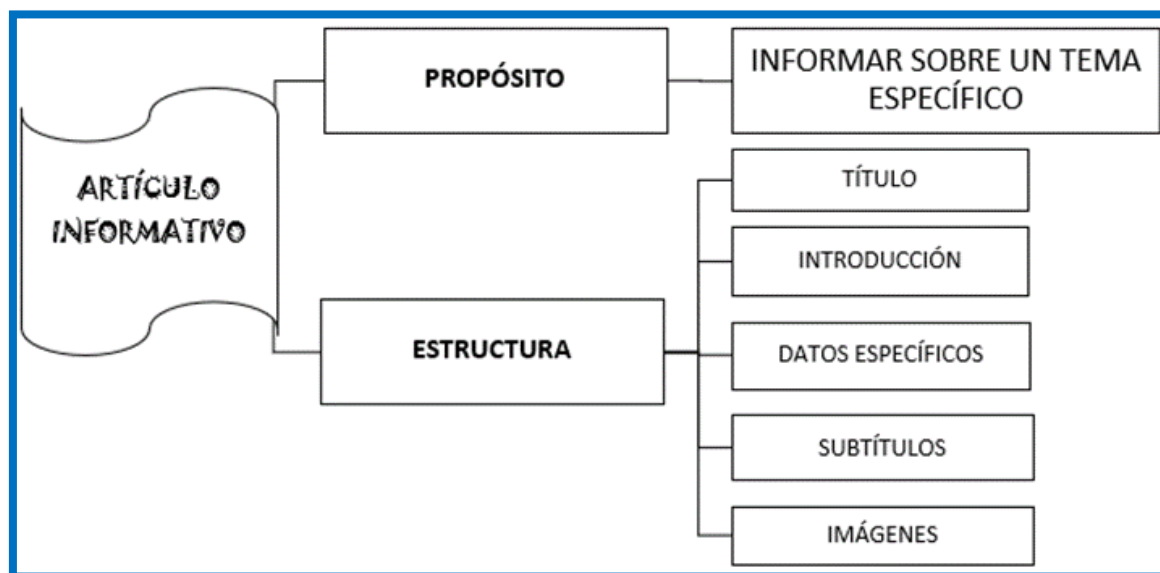 ARTÍCULO
INFORMATIVO
PROPÓSITO
INFORMAR SOBRE UN TEMA
ESPECÍFICO
ESTRUCTURA
TÍTULO
INTRODUCCIÓN
DATOS ESPECÍFICOS
SUBTÍTULOS
IMÁGENES